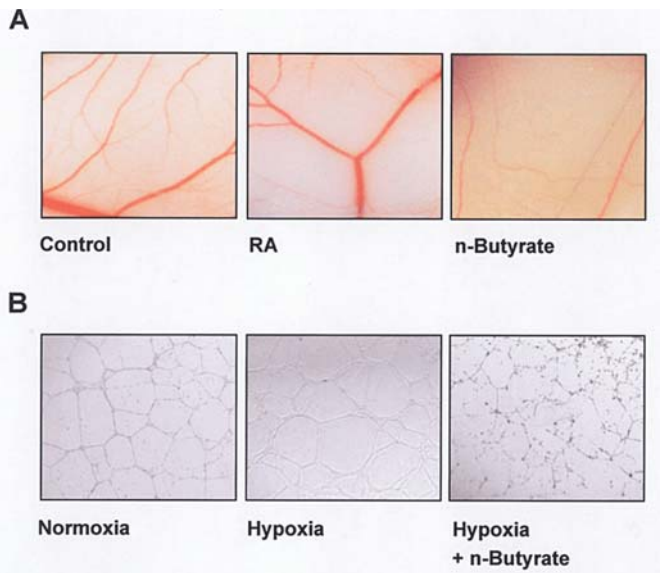 A
Control
RA
n-Butyrate
B
Normoxia
Hypoxia
Hypoxia
+ n-Butyrate